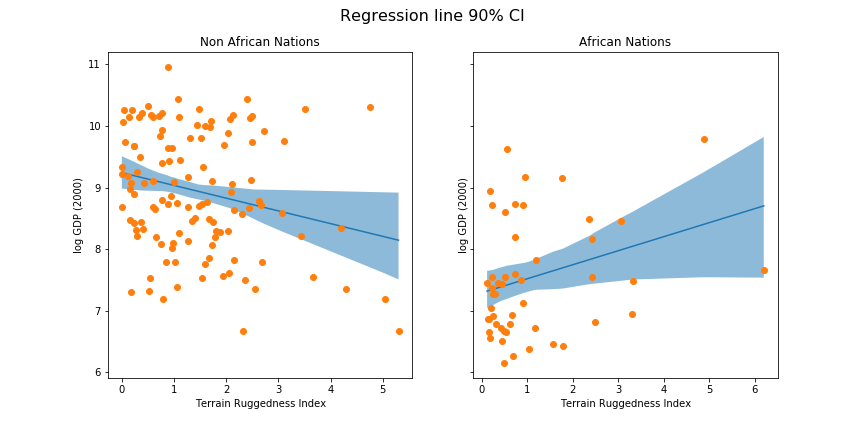 Regression line 90% CI
Non African Nations
African Nations
11
10
9
8
7
6
log GDP (2000)
log GDP (2000)
0 1 2 3 4 5
0 1 2 3 4 5 6
Terrain Ruggedness Index
Terrain Ruggedness Index